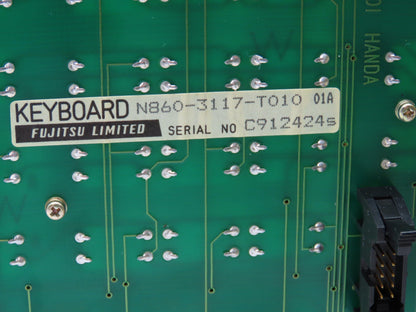 KEYBOARD N860-3117-T010 01A
FUJITSU LIMITED SERIAL NO C912424s
HANDA